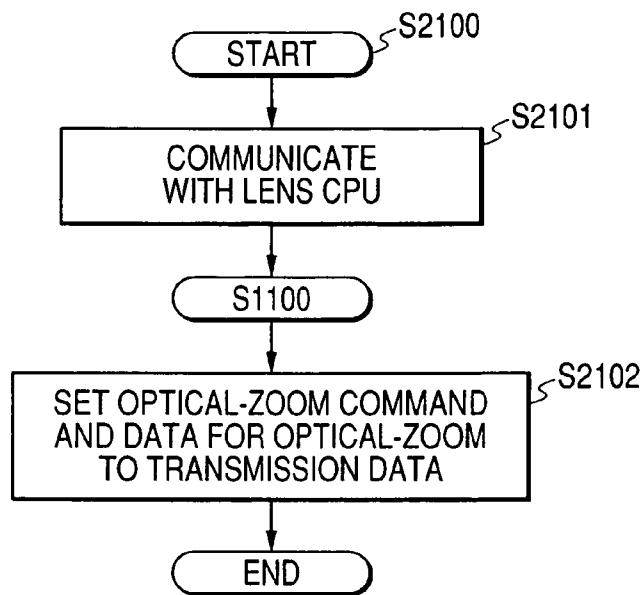 START
S2100
S2101
COMMUNICATE
WITH LENS CPU
S1100
S2102
SET OPTICAL-ZOOM COMMAND
AND DATA FOR OPTICAL-ZOOM
TO TRANSMISSION DATA
END